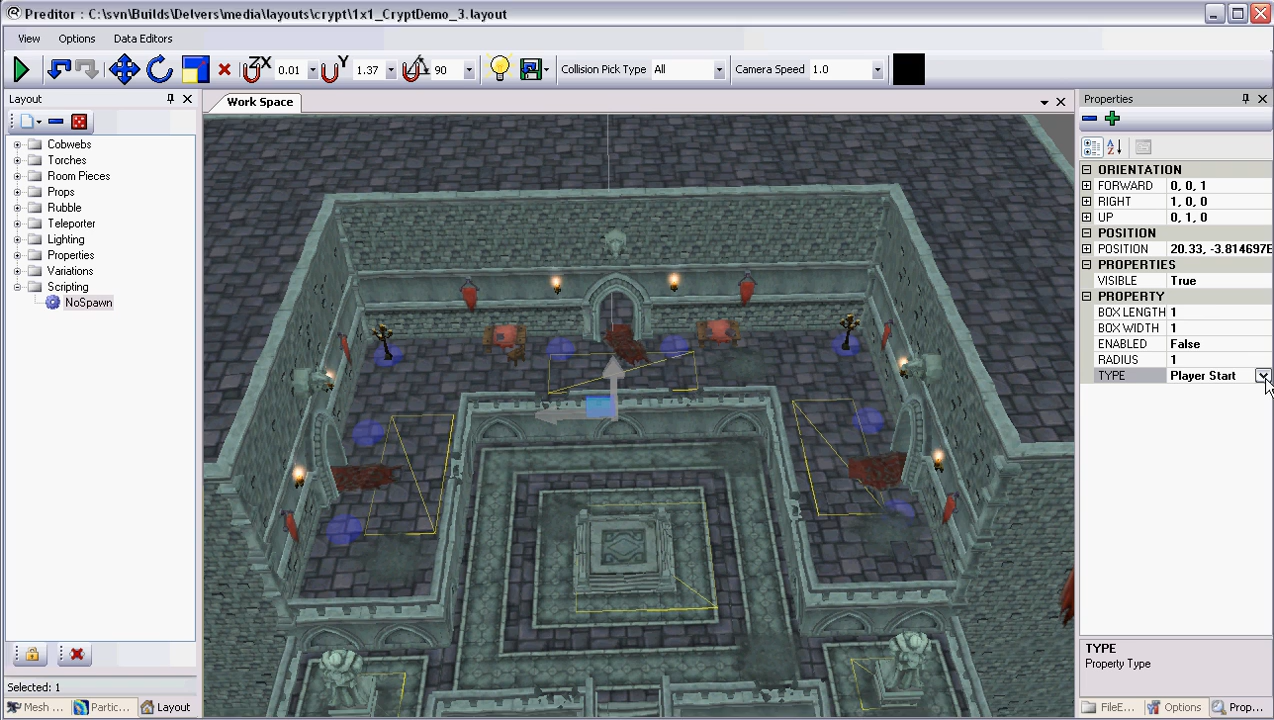 Preditor : C:\svn\Builds\Delvers\media\layouts\crypt\1x1_CryptDemo_3.layout
View Options Data Editors
ZX 0.01 Y 1.37 90 Collision Pick Type All Camera Speed 1.0
Layout
Work Space
Properties
Cobwebs
Torches
Room Pieces
Props
Rubble
Teleporter
Lighting
Properties
Variations
Scripting
NoSpawn
ORIENTATION
FORWARD 0, 0, 1
RIGHT 1, 0, 0
UP 0, 1, 0
POSITION
POSITION 20.33, -3.814697E
PROPERTIES
VISIBLE True
PROPERTY
BOX LENGTH 1
BOX WIDTH 1
ENABLED False
RADIUS 1
TYPE Player Start
TYPE
Property Type
Selected: 1
Mesh ... Partic... Layout
FileE... Options Prop...